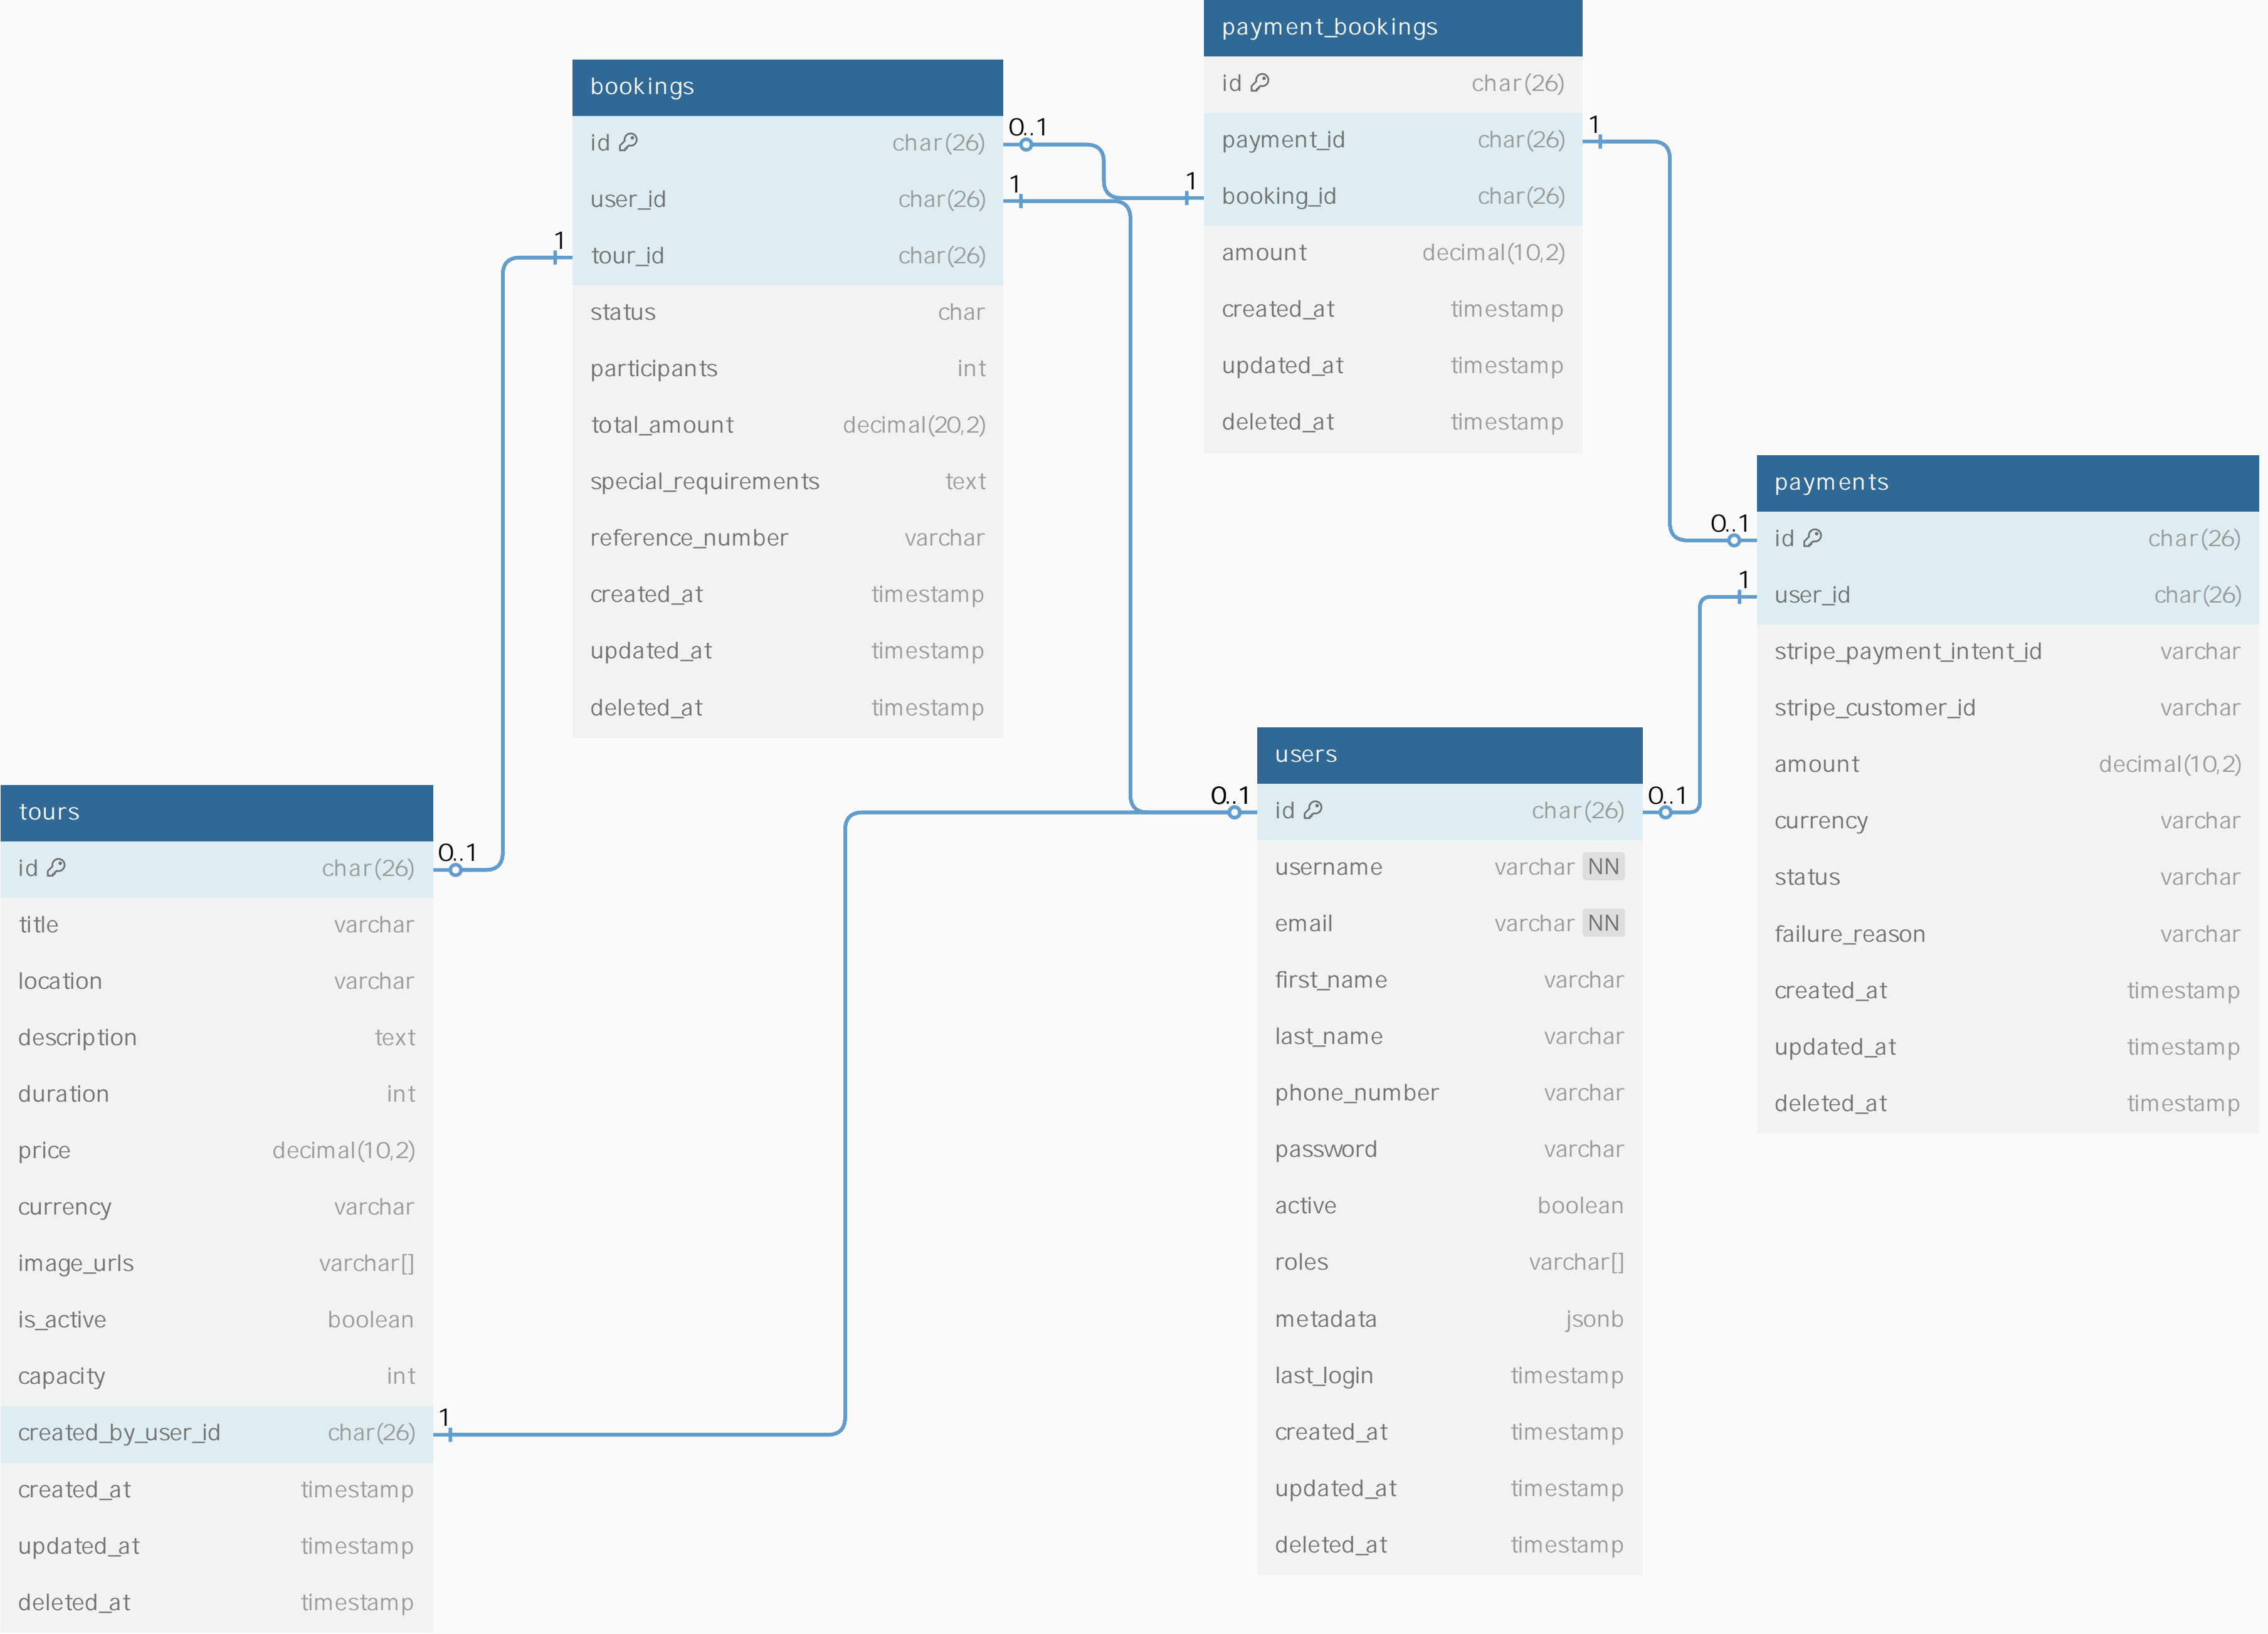 payment_bookings
id char(26)
payment_id char(26)
booking_id char(26)
amount decimal(10,2)
created_at timestamp
updated_at timestamp
deleted_at timestamp
1
1
bookings
id char(26)
user_id char(26)
tour_id char(26)
status char
participants int
total_amount decimal(20,2)
special_requirements text
reference_number varchar
created_at timestamp
updated_at timestamp
deleted_at timestamp
0..1
1
1
payments
id char(26)
user_id char(26)
stripe_payment_intent_id varchar
stripe_customer_id varchar
amount decimal(10,2)
currency varchar
status varchar
failure_reason varchar
created_at timestamp
updated_at timestamp
deleted_at timestamp
0..1
1
users
id char(26)
username varchar NN
email varchar NN
first_name varchar
last_name varchar
phone_number varchar
password varchar
active boolean
roles varchar[]
metadata jsonb
last_login timestamp
created_at timestamp
updated_at timestamp
deleted_at timestamp
0..1
0..1
tours
id char(26)
title varchar
location varchar
description text
duration int
price decimal(10,2)
currency varchar
image_urls varchar[]
is_active boolean
capacity int
created_by_user_id char(26)
created_at timestamp
updated_at timestamp
deleted_at timestamp
0..1
1